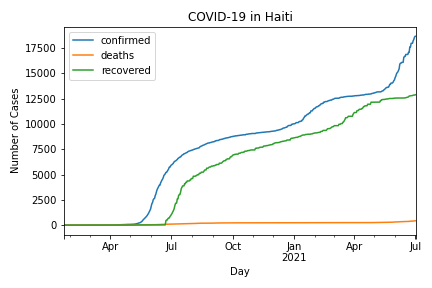 COVID-19 in Haiti
confirmed
deaths
recovered
Number of Cases
17500
15000
12500
10000
7500
5000
2500
0
Apr
Jul
Oct
Jan
2021
Apr
Jul
Day